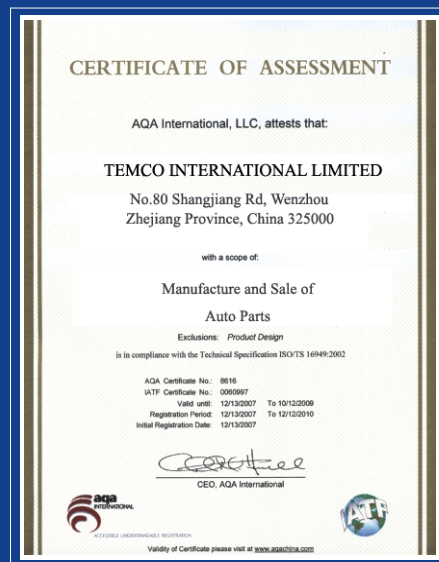 CERTIFICATE OF ASSESSMENT
AQA International, LLC, attests that:
TEMCO INTERNATIONAL LIMITED
No.80 Shangjiang Rd, Wenzhou
Zhejiang Province, China 325000
with a scope of:
Manufacture and Sale of
Auto Parts
Exclusions: Product Design
is in compliance with the Technical Specification ISO/TS 16949:2002
AQA Certificate No.: 8616
IATF Certificate No.: 0060997
Valid until: 12/13/2007 To 10/12/2009
Registration Period: 12/13/2007 To 12/12/2010
Initial Registration Date: 12/13/2007
CEO, AQA International
aqa
INTERNATIONAL
IATF
ACCESSIBLE UNDERSTANDABLE REGISTRATION
Validity of Certificate please visit at www.aqachina.com